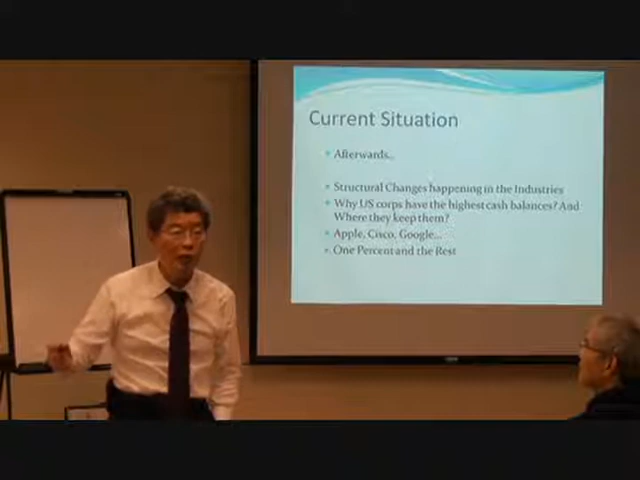 Current Situation
Afterwards..
Structural Changes happening in the Industries
Why US corps have the highest cash balances? And
Where they keep them?
Apple, Cisco, Google...
One Percent and the Rest